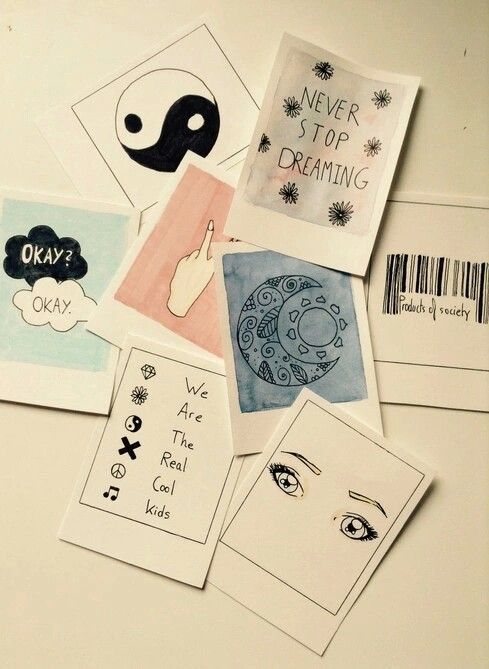 NEVER
STOP
DREAMING
OKAY?
OKAY.
Products of society
We
Are
The
Real
Cool
Kids